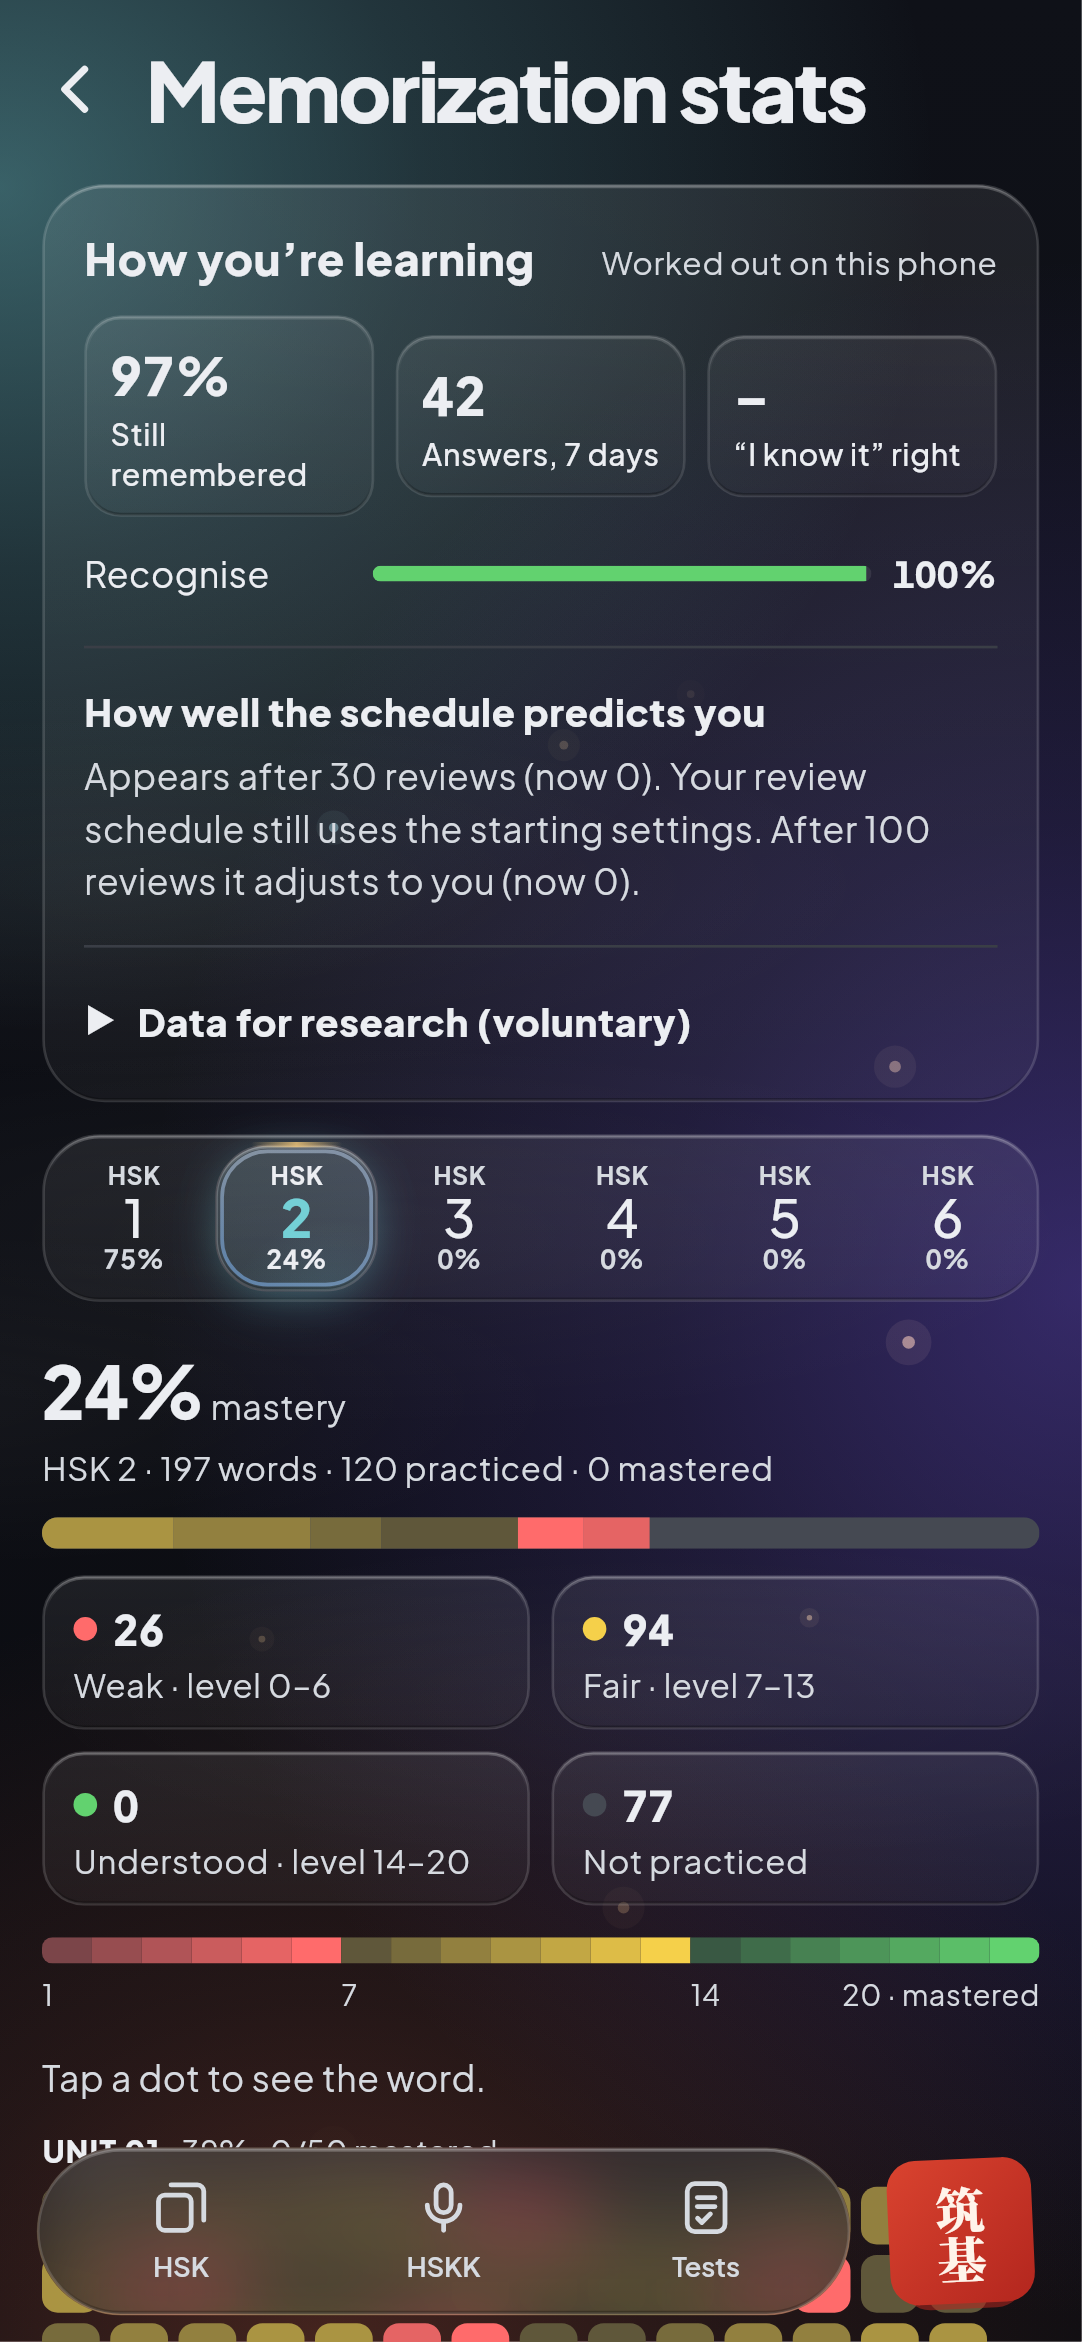 Memorization stats
How you’re learning
Worked out on this phone
97%
Still
remembered
42
Answers, 7 days
–
“I know it” right
Recognise
100%
How well the schedule predicts you
Appears after 30 reviews (now 0). Your review
schedule still uses the starting settings. After 100
reviews it adjusts to you (now 0).
Data for research (voluntary)
HSK
1
75%
HSK
2
24%
HSK
3
0%
HSK
4
0%
HSK
5
0%
HSK
6
0%
24% mastery
HSK 2 · 197 words · 120 practiced · 0 mastered
26
Weak · level 0–6
94
Fair · level 7–13
0
Understood · level 14–20
77
Not practiced
1
7
14
20 · mastered
Tap a dot to see the word.
UNIT 01 · 39% · 0/50 mastered
HSK
HSKK
Tests
筑
基